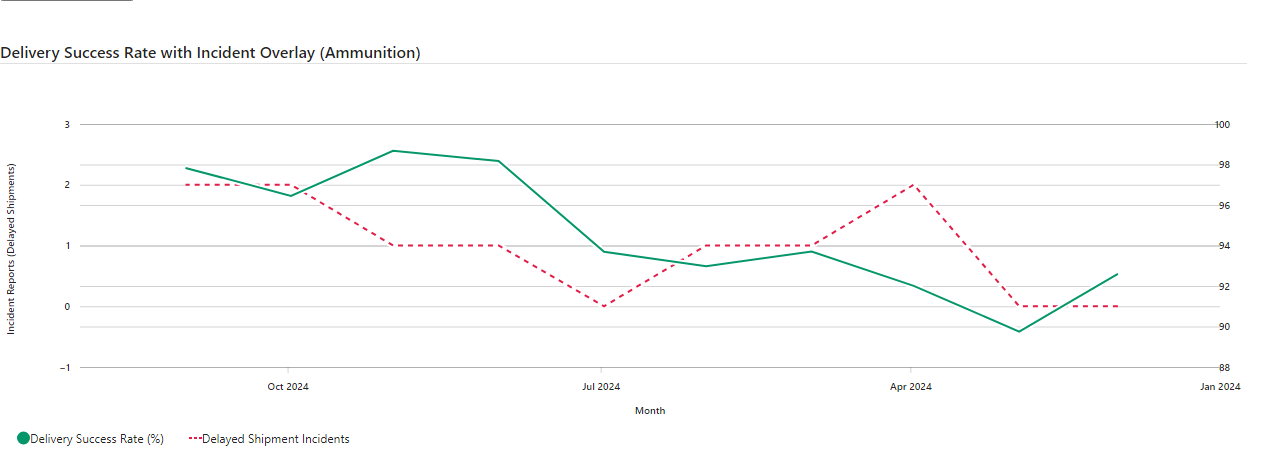 Delivery Success Rate with Incident Overlay (Ammunition)
Incident Reports (Delayed Shipments)
3
2
1
0
−1
100
98
96
94
92
90
88
Oct 2024
Jul 2024
Apr 2024
Jan 2024
Month
Delivery Success Rate (%)
Delayed Shipment Incidents